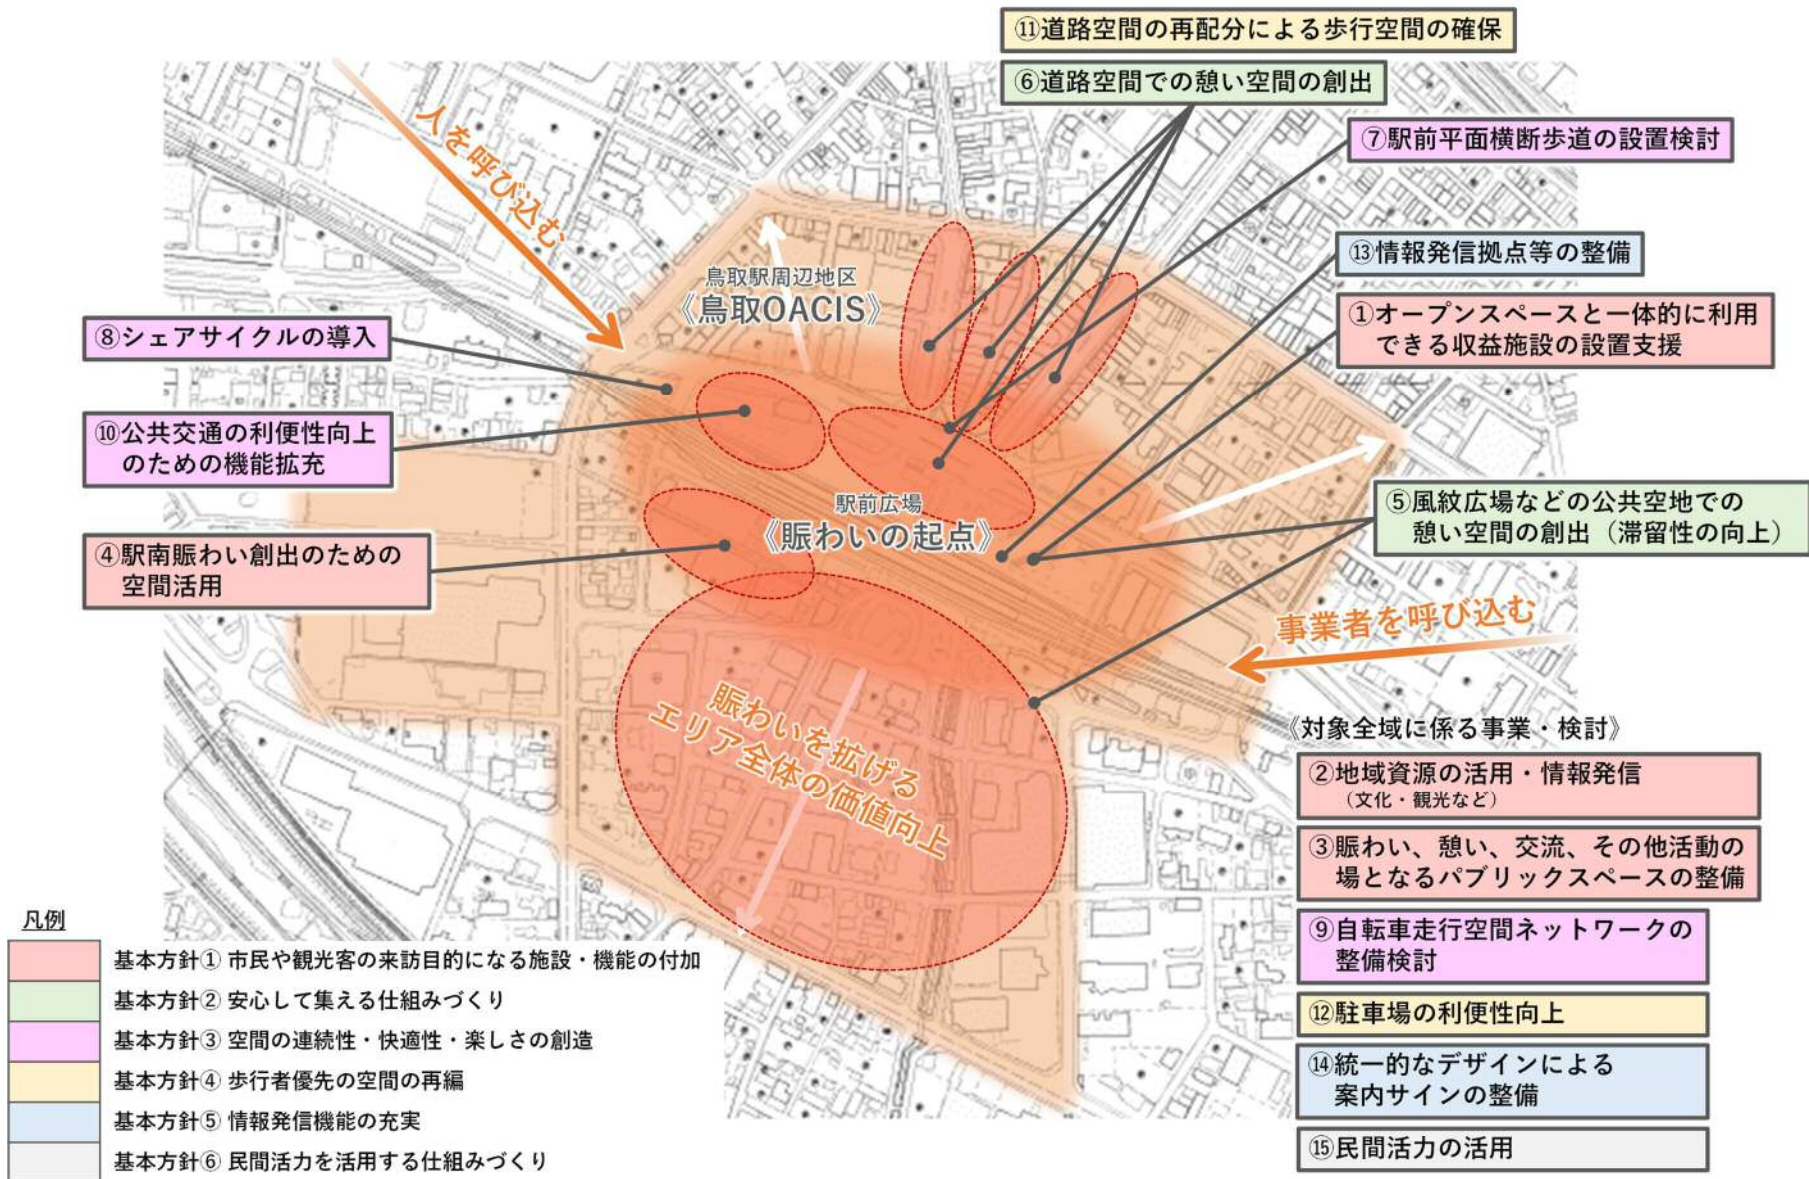 ⑪道路空間の再配分による歩行空間の確保
⑥道路空間での憩い空間の創出
⑦駅前平面横断歩道の設置検討
人を呼び込む
⑬情報発信拠点等の整備
鳥取駅周辺地区
《鳥取OACIS》
①オープンスペースと一体的に利用
できる収益施設の設置支援
⑧シェアサイクルの導入
⑩公共交通の利便性向上
のための機能拡充
駅前広場
《賑わいの起点》
⑤風紋広場などの公共空地での
憩い空間の創出（滞留性の向上）
④駅南賑わい創出のための
空間活用
事業者を呼び込む
賑わいを拡げる
エリア全体の価値向上
《対象全域に係る事業・検討》
②地域資源の活用・情報発信
（文化・観光など）
③賑わい、憩い、交流、その他活動の
場となるパブリックスペースの整備
⑨自転車走行空間ネットワークの
整備検討
⑫駐車場の利便性向上
⑭統一的なデザインによる
案内サインの整備
⑮民間活力の活用
凡例
基本方針① 市民や観光客の来訪目的になる施設・機能の付加
基本方針② 安心して集える仕組みづくり
基本方針③ 空間の連続性・快適性・楽しさの創造
基本方針④ 歩行者優先の空間の再編
基本方針⑤ 情報発信機能の充実
基本方針⑥ 民間活力を活用する仕組みづくり